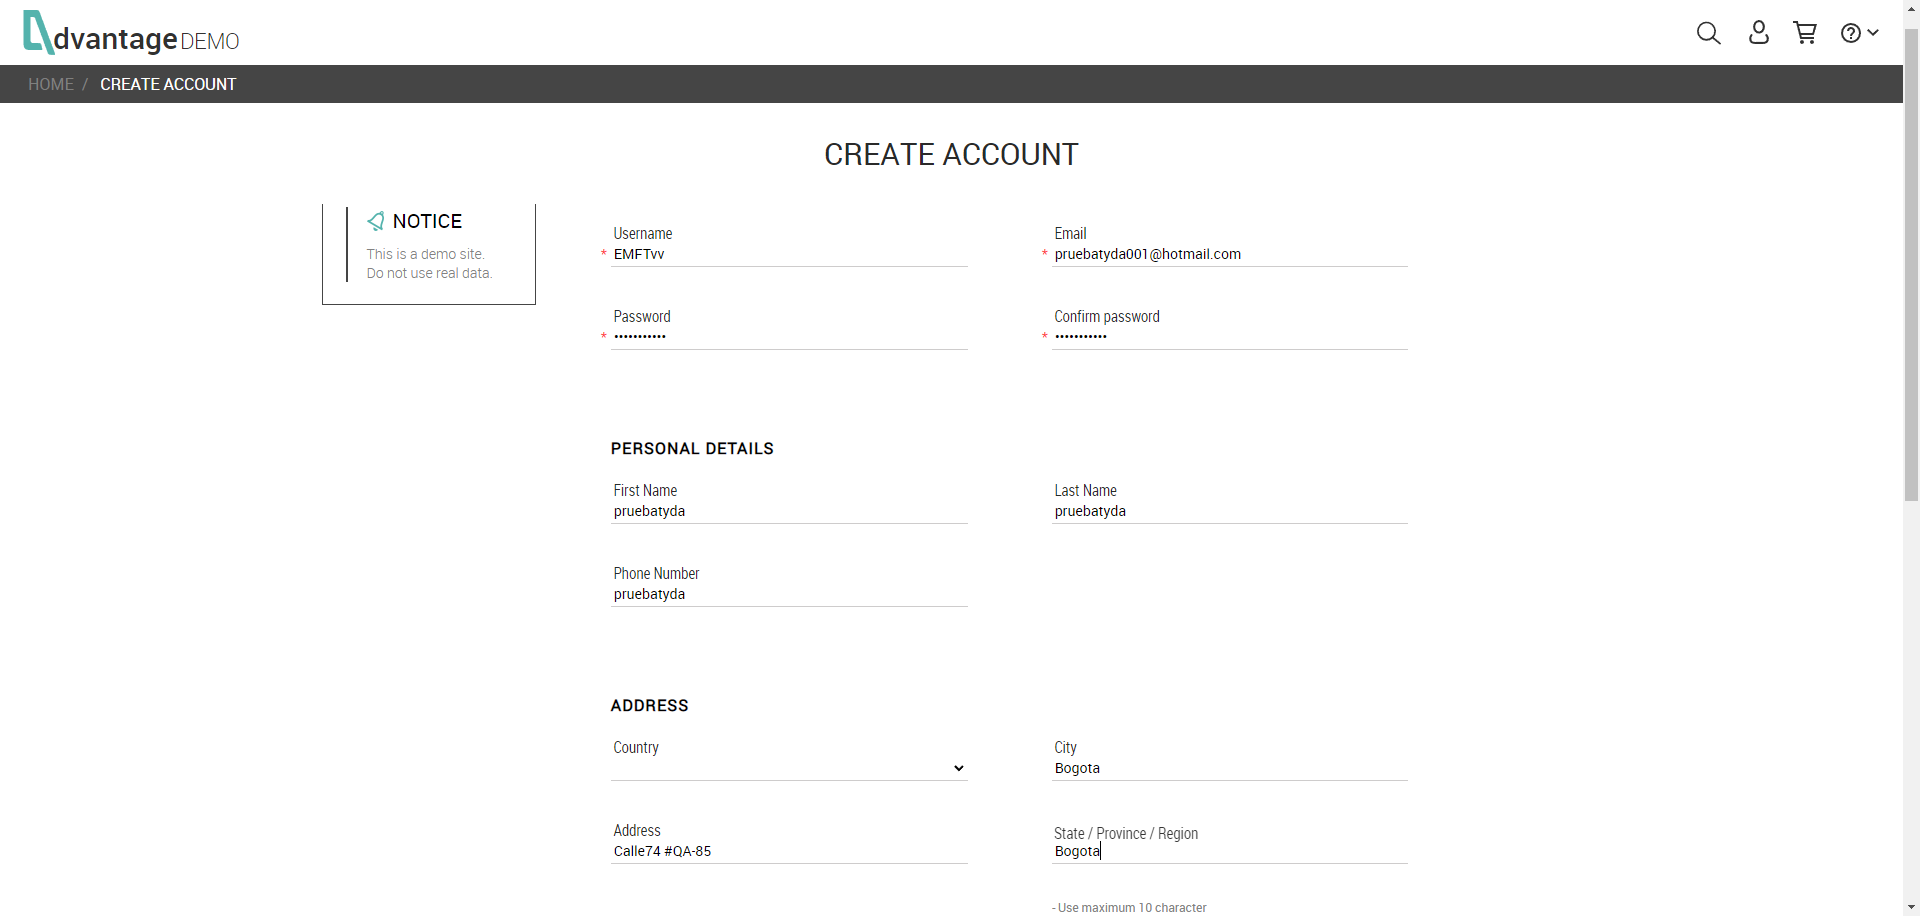 dvantage DEMO
HOME / CREATE ACCOUNT
CREATE ACCOUNT
NOTICE
This is a demo site.
Do not use real data.
Username
* EMFTvv
Email
* pruebatyda001@hotmail.com
Password
* •••••••••••
Confirm password
* •••••••••••
PERSONAL DETAILS
First Name
pruebatyda
Last Name
pruebatyda
Phone Number
pruebatyda
ADDRESS
Country
City
Bogota
Address
Calle74 #QA-85
State / Province / Region
Bogota
- Use maximum 10 character